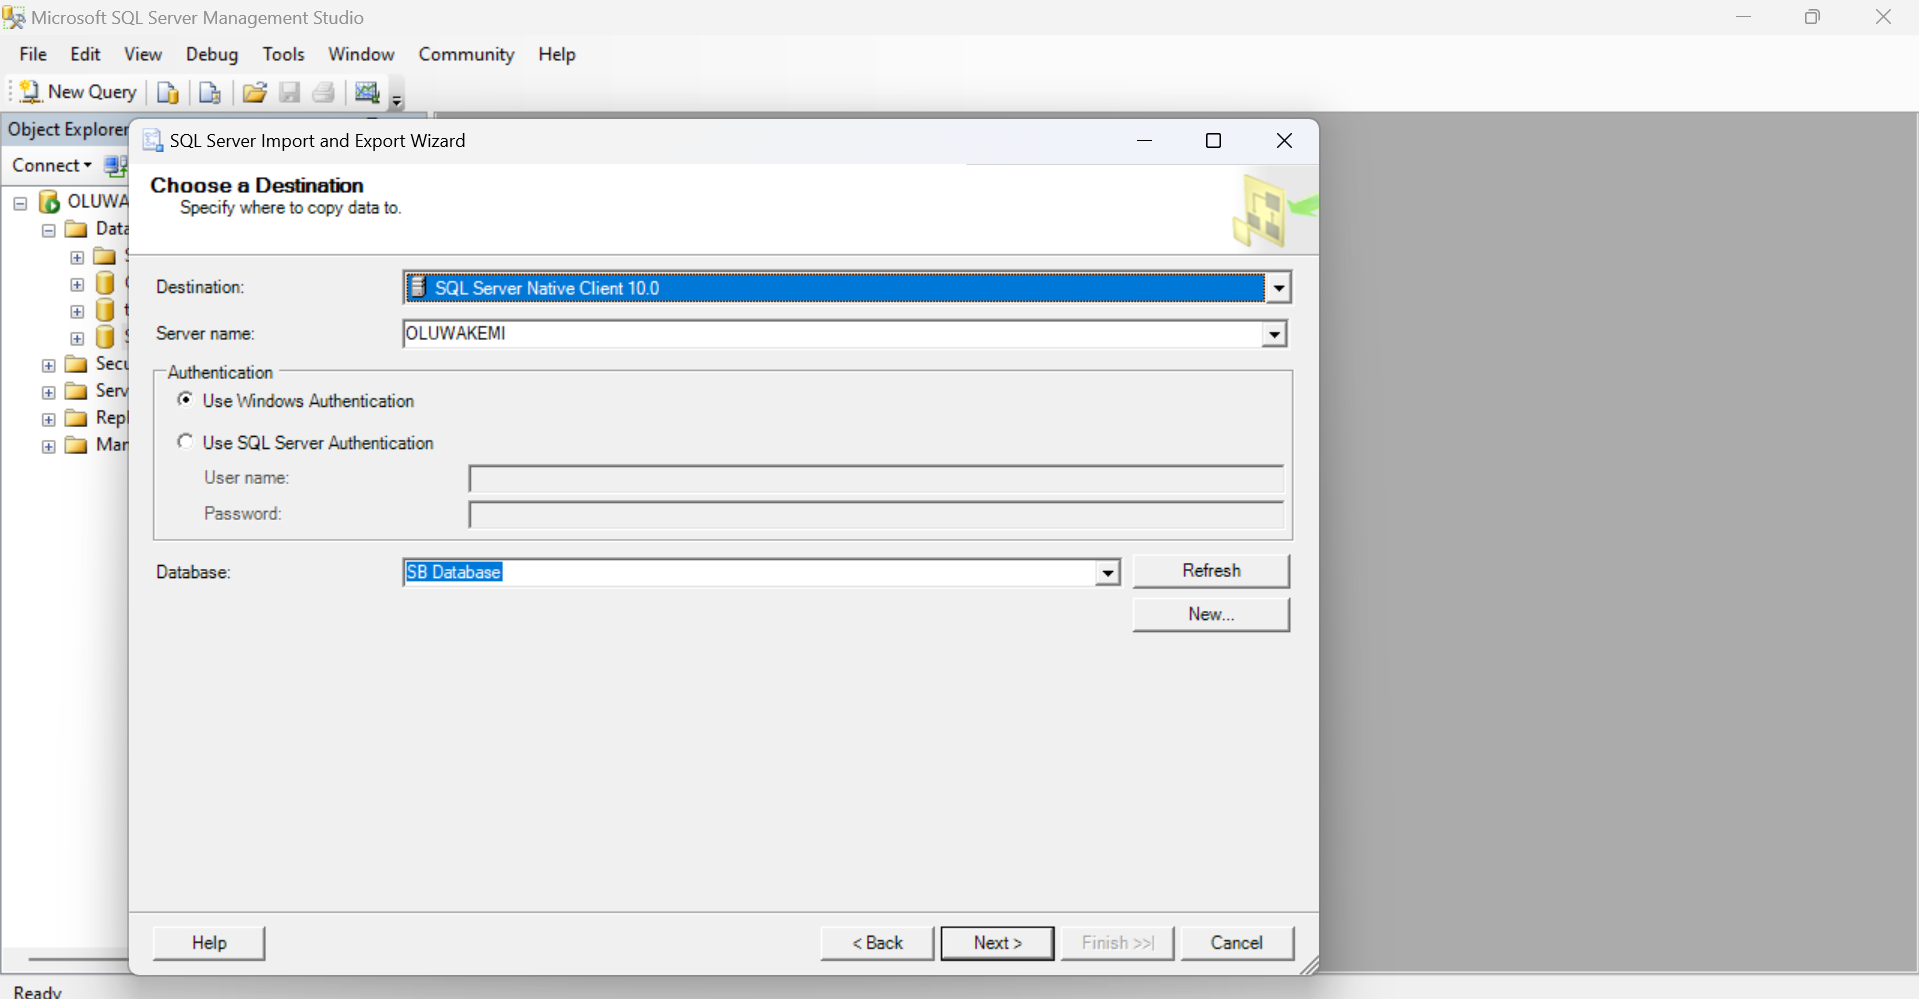 Microsoft SQL Server Management Studio
File Edit View Debug Tools Window Community Help
New Query
Object Explorer
SQL Server Import and Export Wizard
Connect
Choose a Destination
Specify where to copy data to.
OLUWA
Data
Secu
Serv
Repl
Man
Destination: SQL Server Native Client 10.0
Server name: OLUWAKEMI
Authentication
Use Windows Authentication
Use SQL Server Authentication
User name:
Password:
Database: SB Database Refresh
New...
Help < Back Next > Finish >>| Cancel
Ready